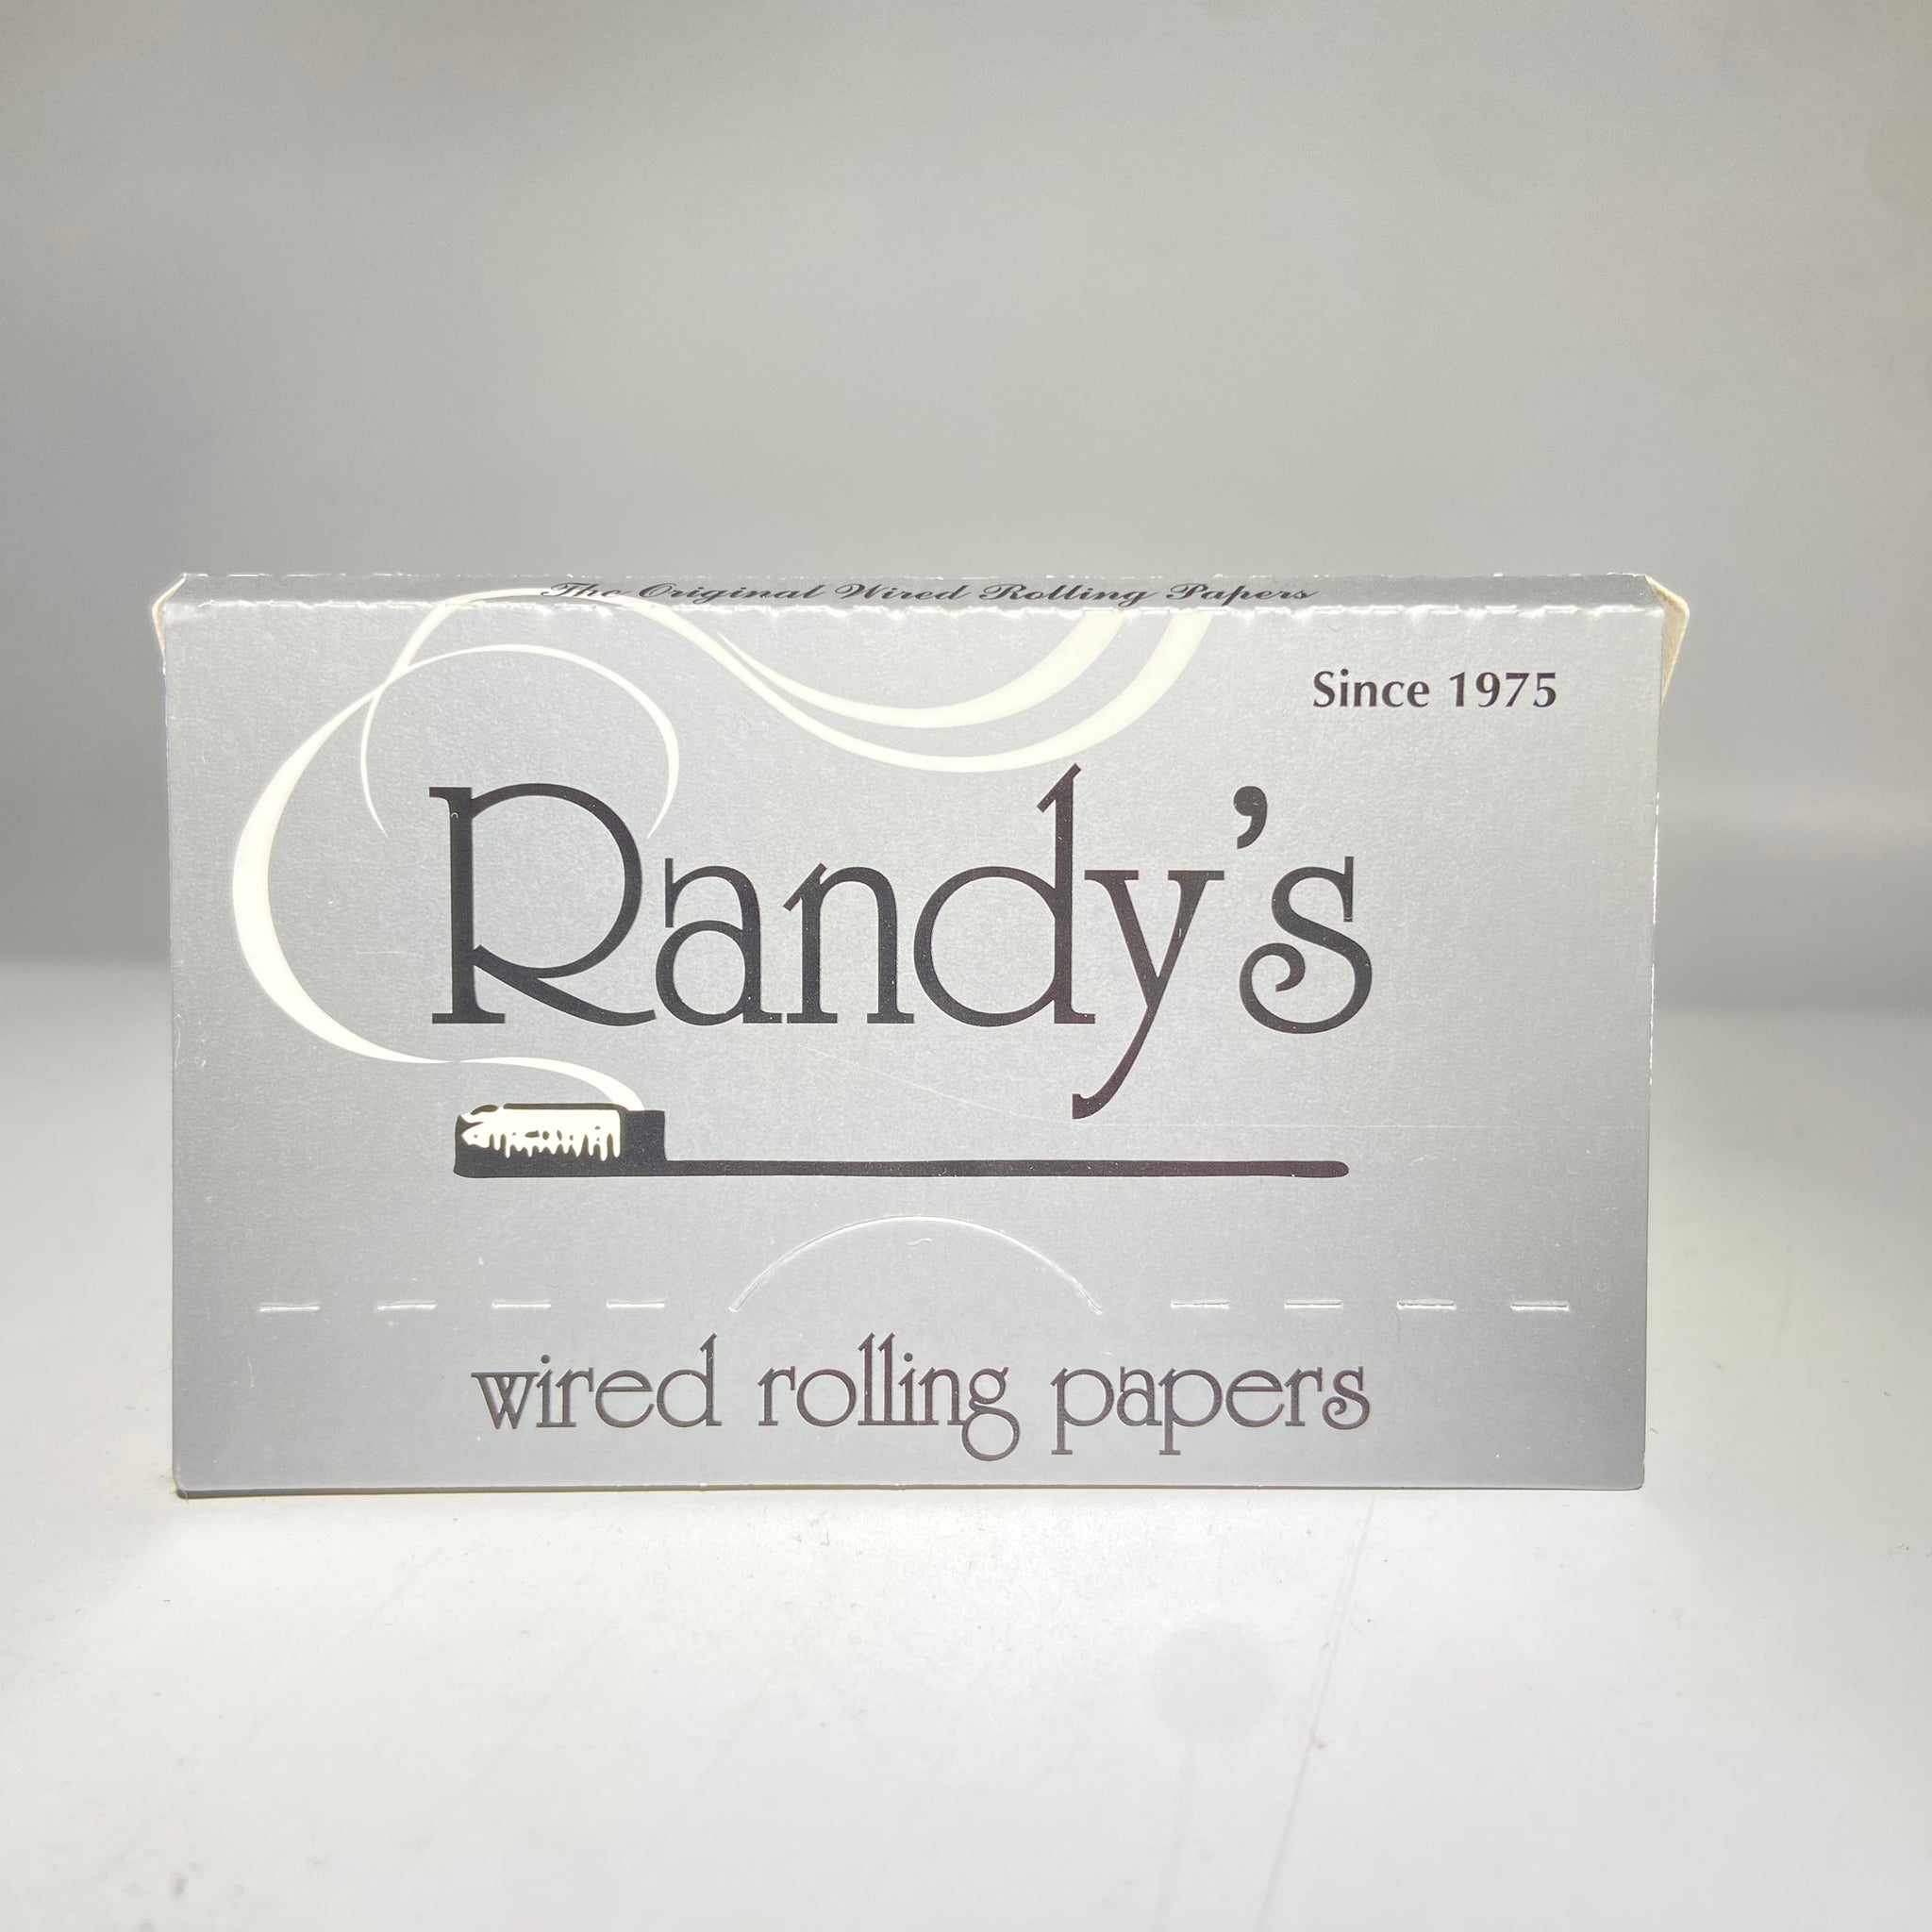 The Original Wired Rolling Papers
Since 1975
Randy's
wired rolling papers